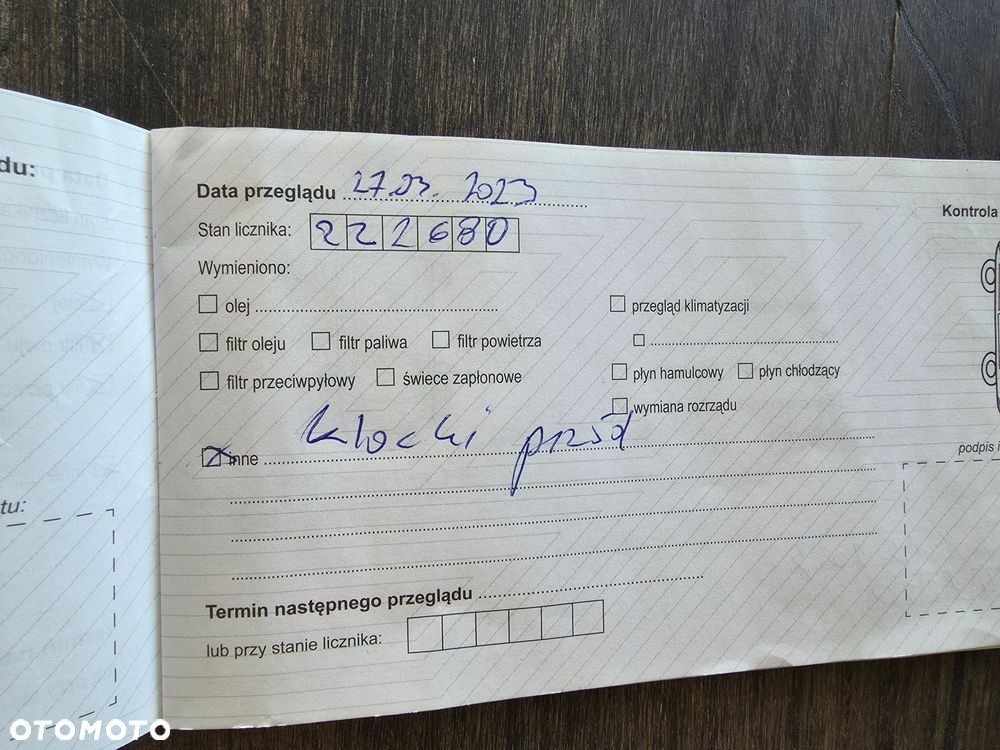 du:
Data przeglądu 27.03. 2023
Kontrola
Stan licznika: 222680
Wymieniono:
olej
przegląd klimatyzacji
filtr oleju filtr paliwa filtr powietrza
filtr przeciwpyłowy świece zapłonowe
płyn hamulcowy płyn chłodzący
wymiana rozrządu
inne klocki przód
podpis i
tu:
Termin następnego przeglądu
lub przy stanie licznika:
OTOMOTO